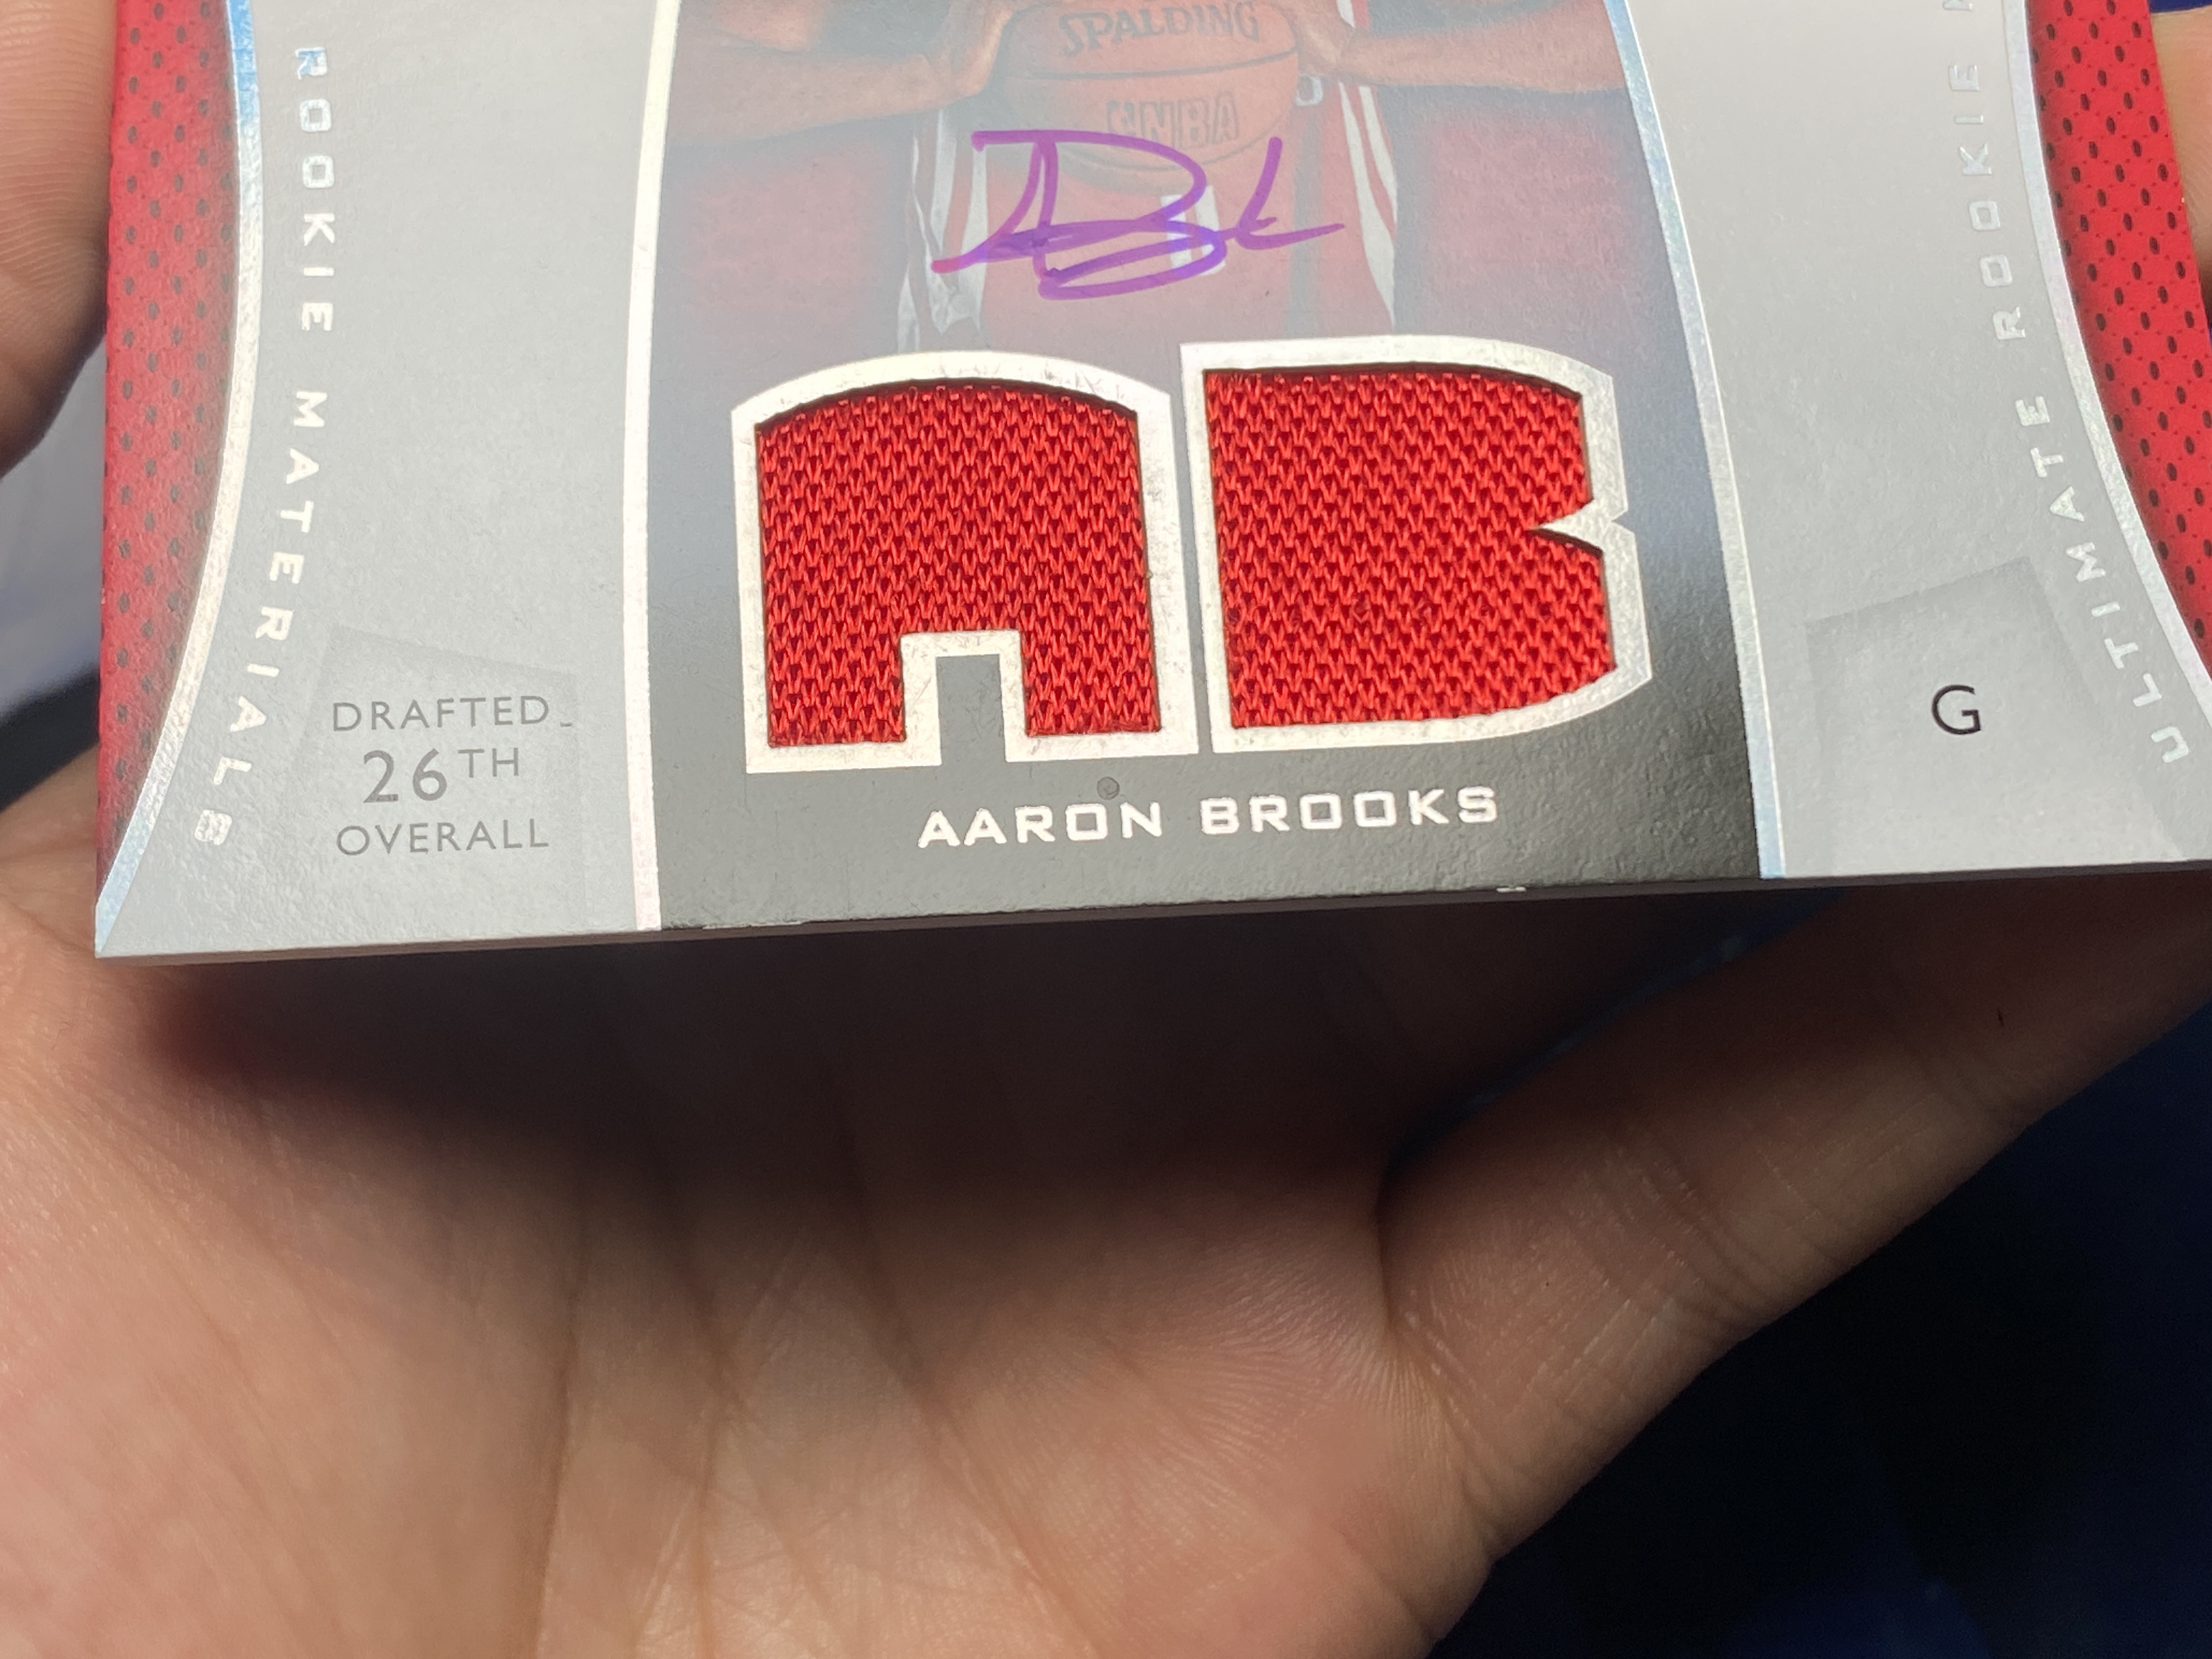 SPALDING
NBA
ROOKIE MATERIALS
ULTIMATE ROOKIE
AB
DRAFTED
26TH
OVERALL
G
AARON BROOKS